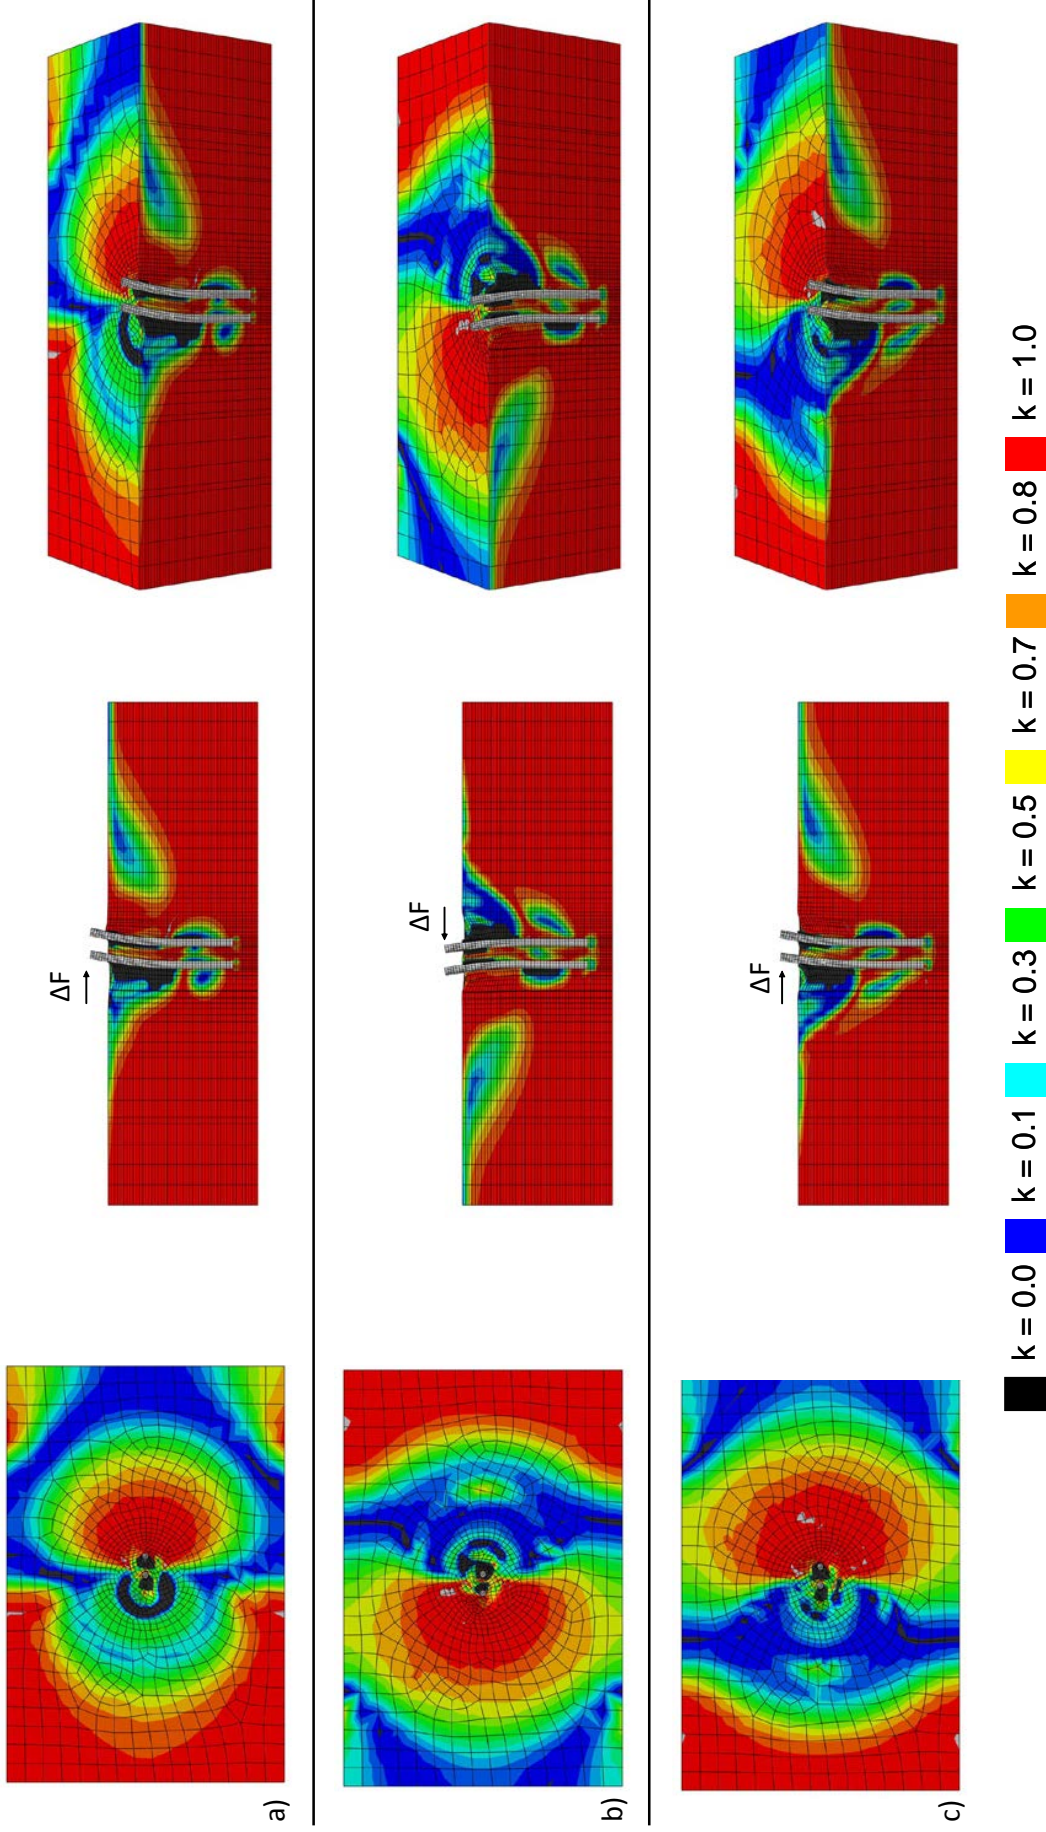 a)
ΔF
b)
ΔF
c)
ΔF
k = 0.0 k = 0.1 k = 0.3 k = 0.5 k = 0.7 k = 0.8 k = 1.0